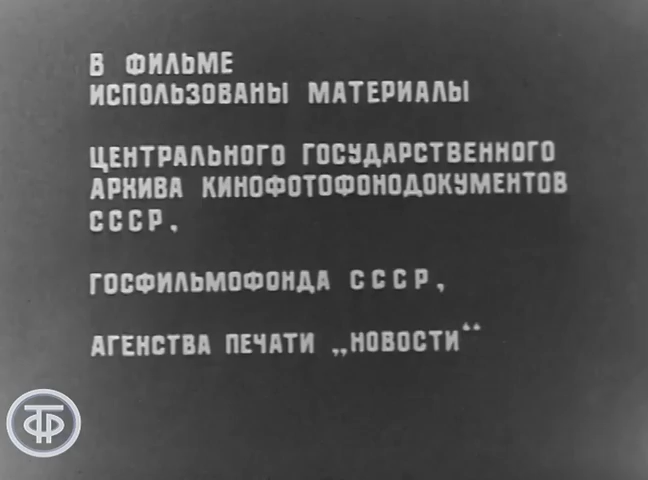 В ФИЛЬМЕ
ИСПОЛЬЗОВАНЫ МАТЕРИАЛЫ
ЦЕНТРАЛЬНОГО ГОСУДАРСТВЕННОГО
АРХИВА КИНОФОТОФОНОДОКУМЕНТОВ
СССР,
ГОСФИЛЬМОФОНДА СССР,
АГЕНСТВА ПЕЧАТИ „НОВОСТИ“